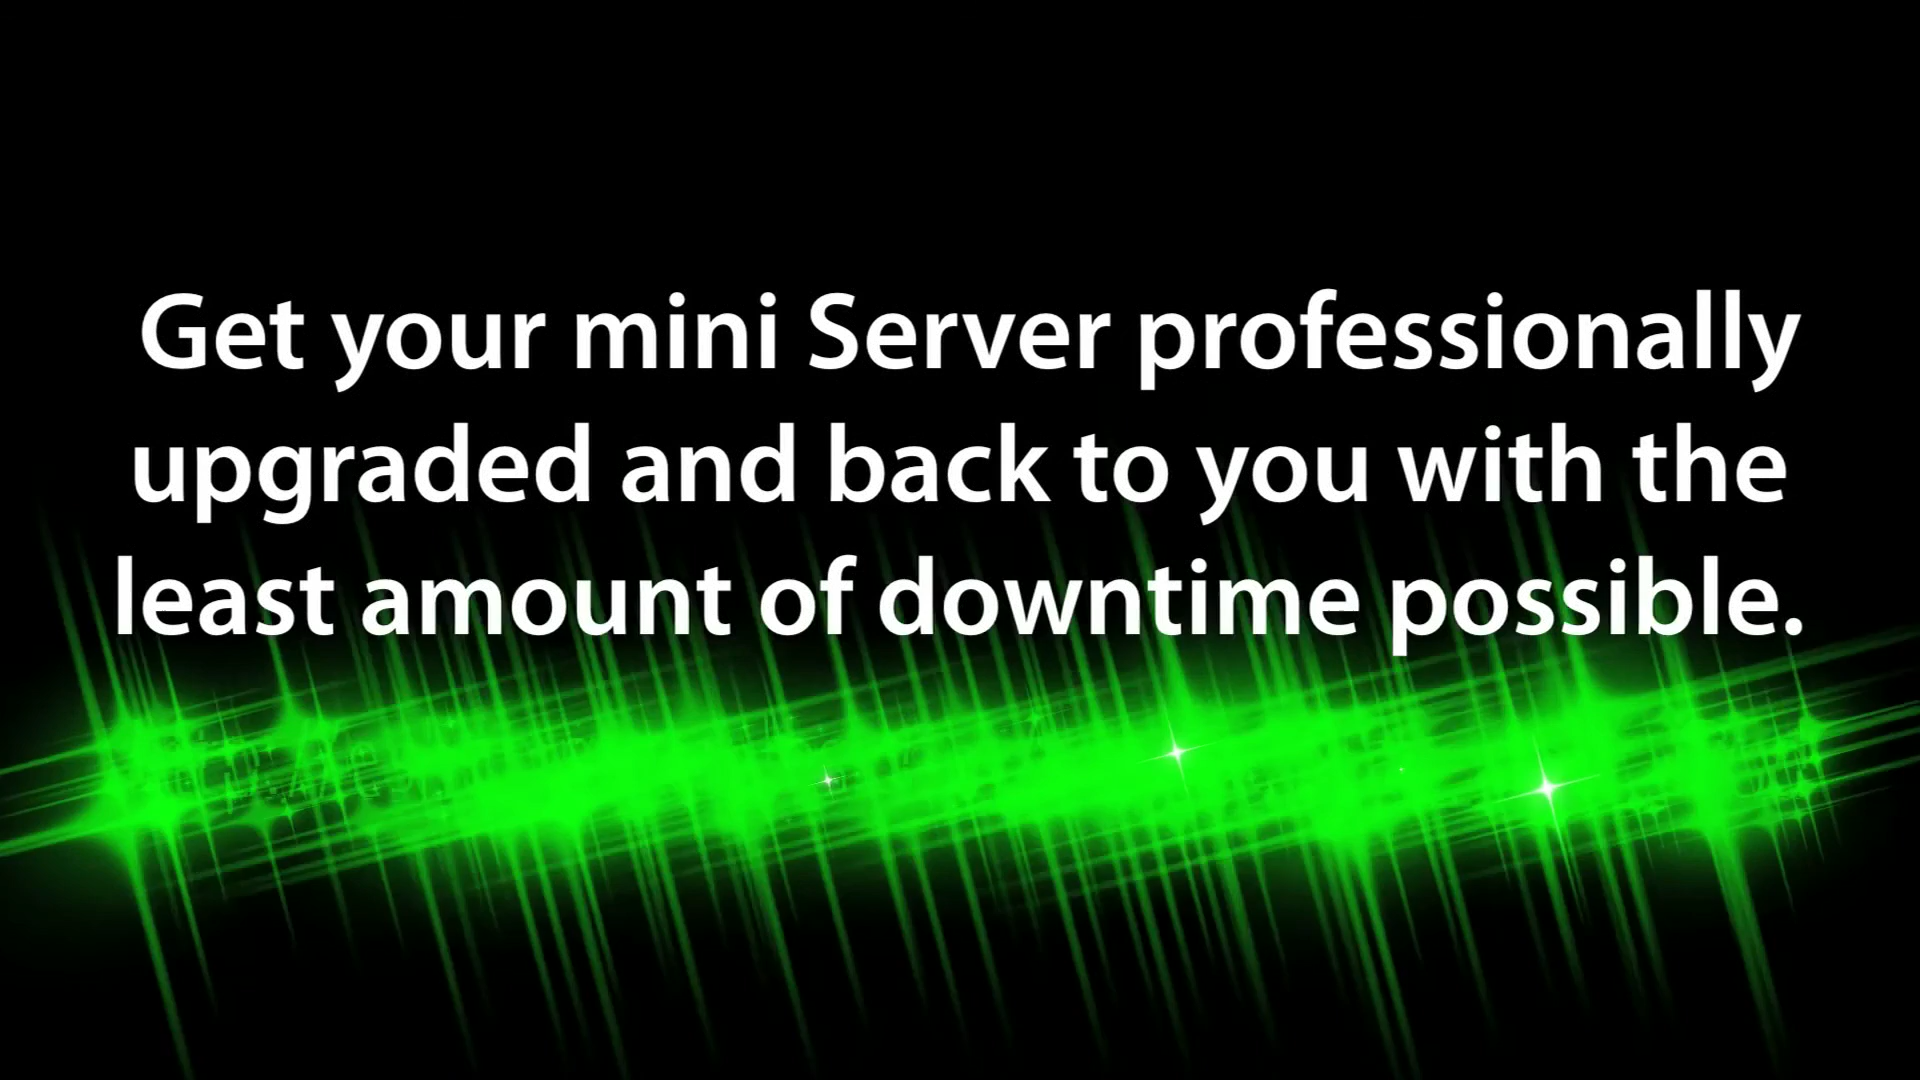 Get your mini Server professionally
upgraded and back to you with the
least amount of downtime possible.